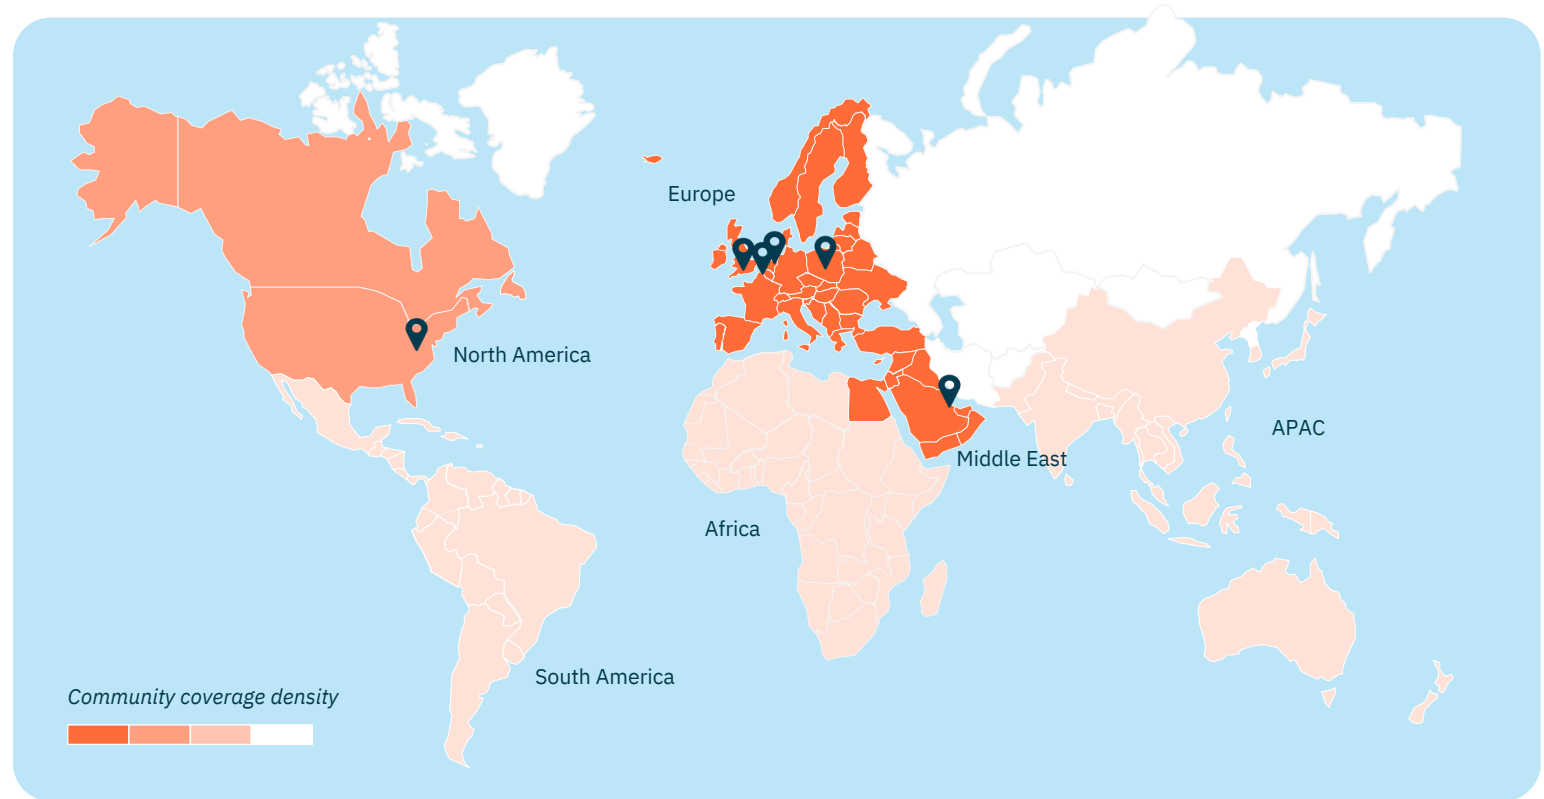 Europe
North America
APAC
Middle East
Africa
South America
Community coverage density